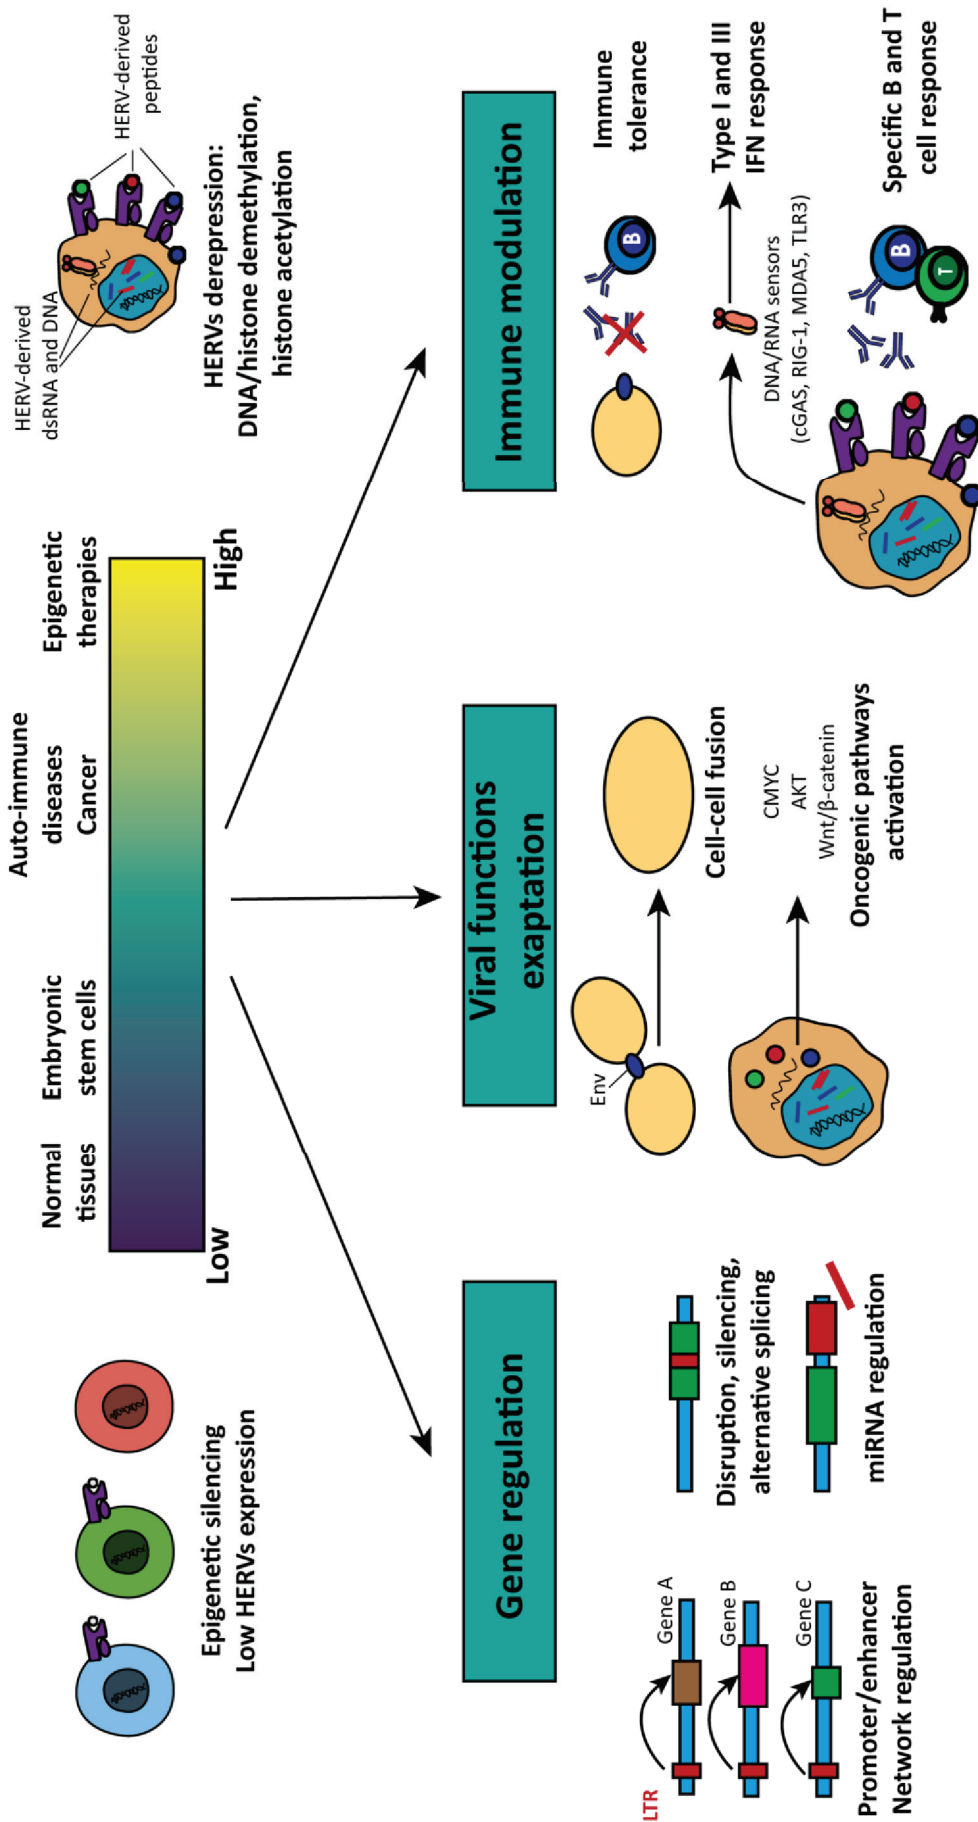 Auto-immune
Normal
tissues
Embryonic
stem cells
diseases
Cancer
Epigenetic
therapies
Low
High
HERV-derived
dsRNA and DNA
HERV-derived
peptides
Epigenetic silencing
Low HERVs expression
HERVs derepression:
DNA/histone demethylation,
histone acetylation
Gene regulation
LTR
Gene A
Gene B
Gene C
Promoter/enhancer
Network regulation
Disruption, silencing,
alternative splicing
miRNA regulation
Viral functions
exaptation
Env
Cell-cell fusion
CMYC
AKT
Wnt/β-catenin
Oncogenic pathways
activation
Immune modulation
B
Immune
tolerance
DNA/RNA sensors
(cGAS, RIG-1, MDA5, TLR3)
Type I and III
IFN response
B
T
Specific B and T
cell response